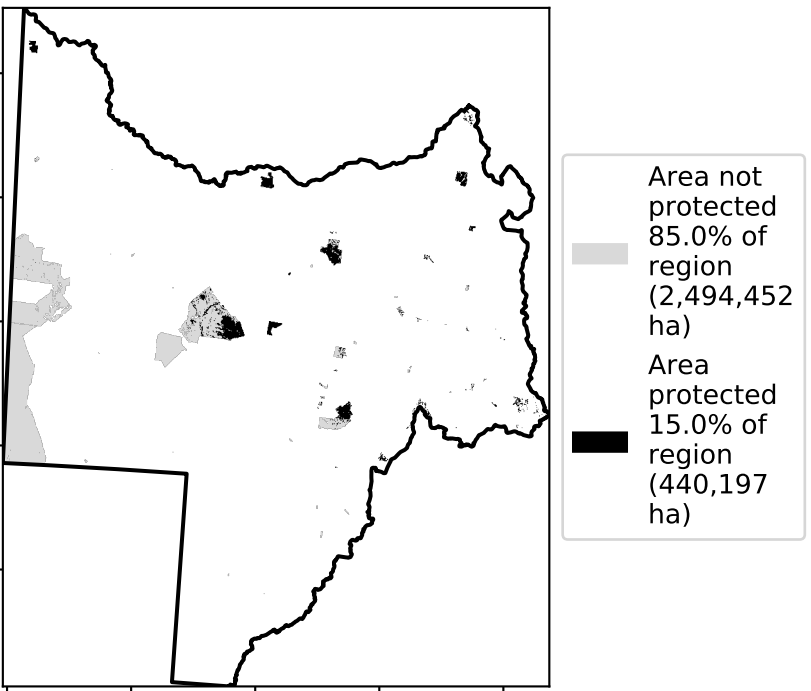 Area not
protected
85.0% of
region
(2,494,452
ha)
Area
protected
15.0% of
region
(440,197
ha)